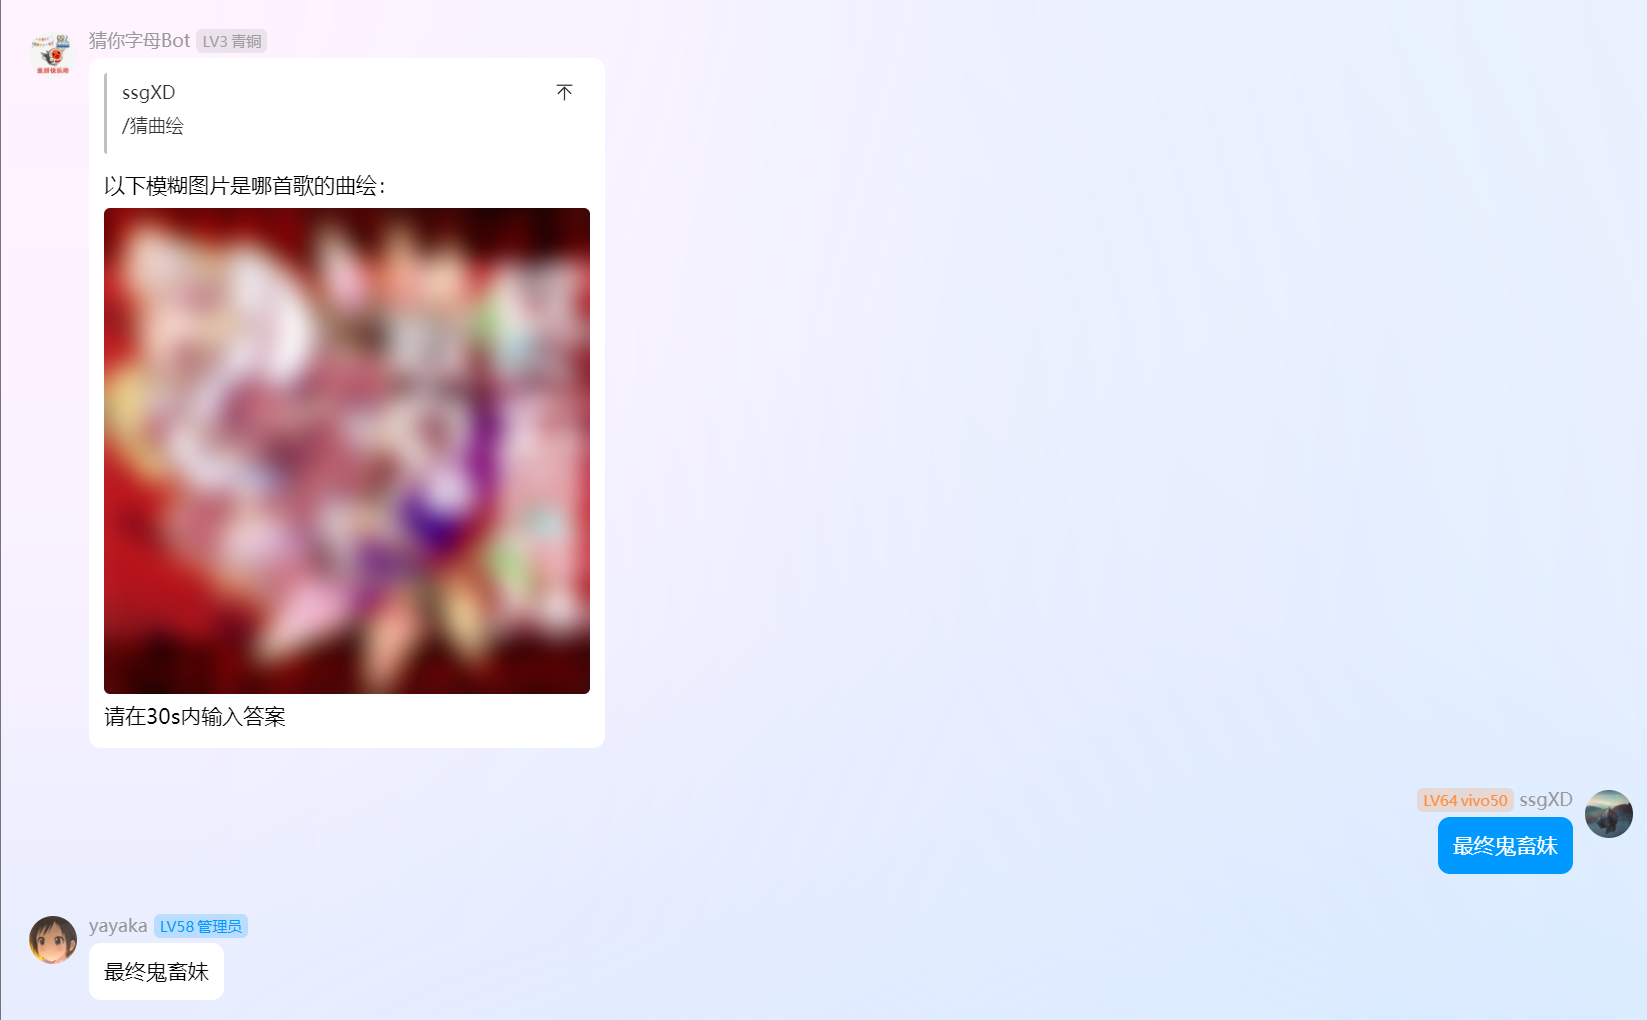 猜你字母Bot LV3 青铜
ssgXD
/猜曲绘
以下模糊图片是哪首歌的曲绘：
请在30s内输入答案
LV64 vivo50 ssgXD
最终鬼畜妹
yayaka LV58 管理员
最终鬼畜妹